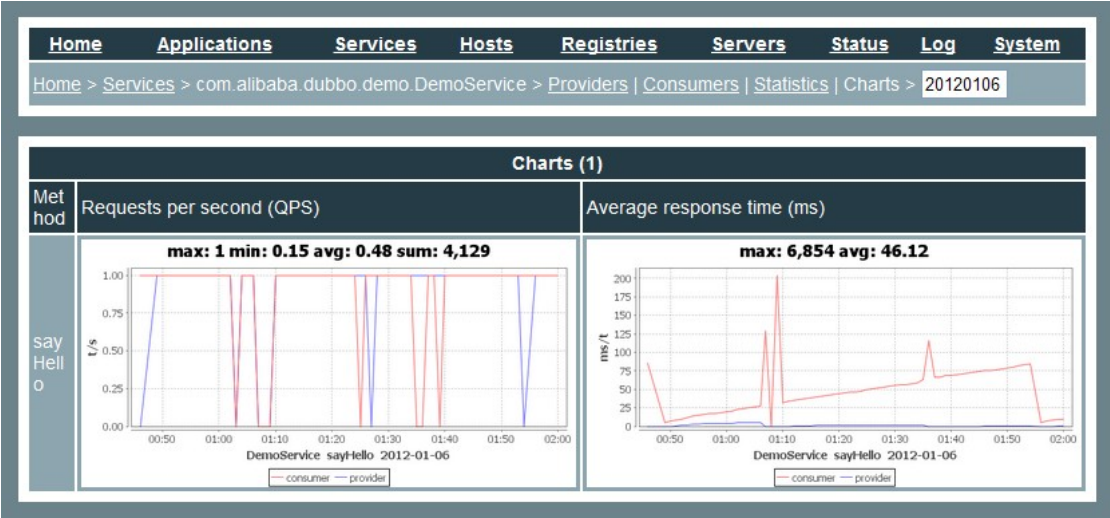 Home Applications Services Hosts Registries Servers Status Log System
Home > Services > com.alibaba.dubbo.demo.DemoService > Providers | Consumers | Statistics | Charts > 20120106
Charts (1)
Met
hod
Requests per second (QPS)
Average response time (ms)
say
Hell
o
max: 1 min: 0.15 avg: 0.48 sum: 4,129
1.00
0.75
0.50
0.25
0.00
t/s
00:50 01:00 01:10 01:20 01:30 01:40 01:50 02:00
DemoService sayHello 2012-01-06
consumer provider
max: 6,854 avg: 46.12
200
175
150
125
100
75
50
25
0
ms/t
00:50 01:00 01:10 01:20 01:30 01:40 01:50 02:00
DemoService sayHello 2012-01-06
consumer provider